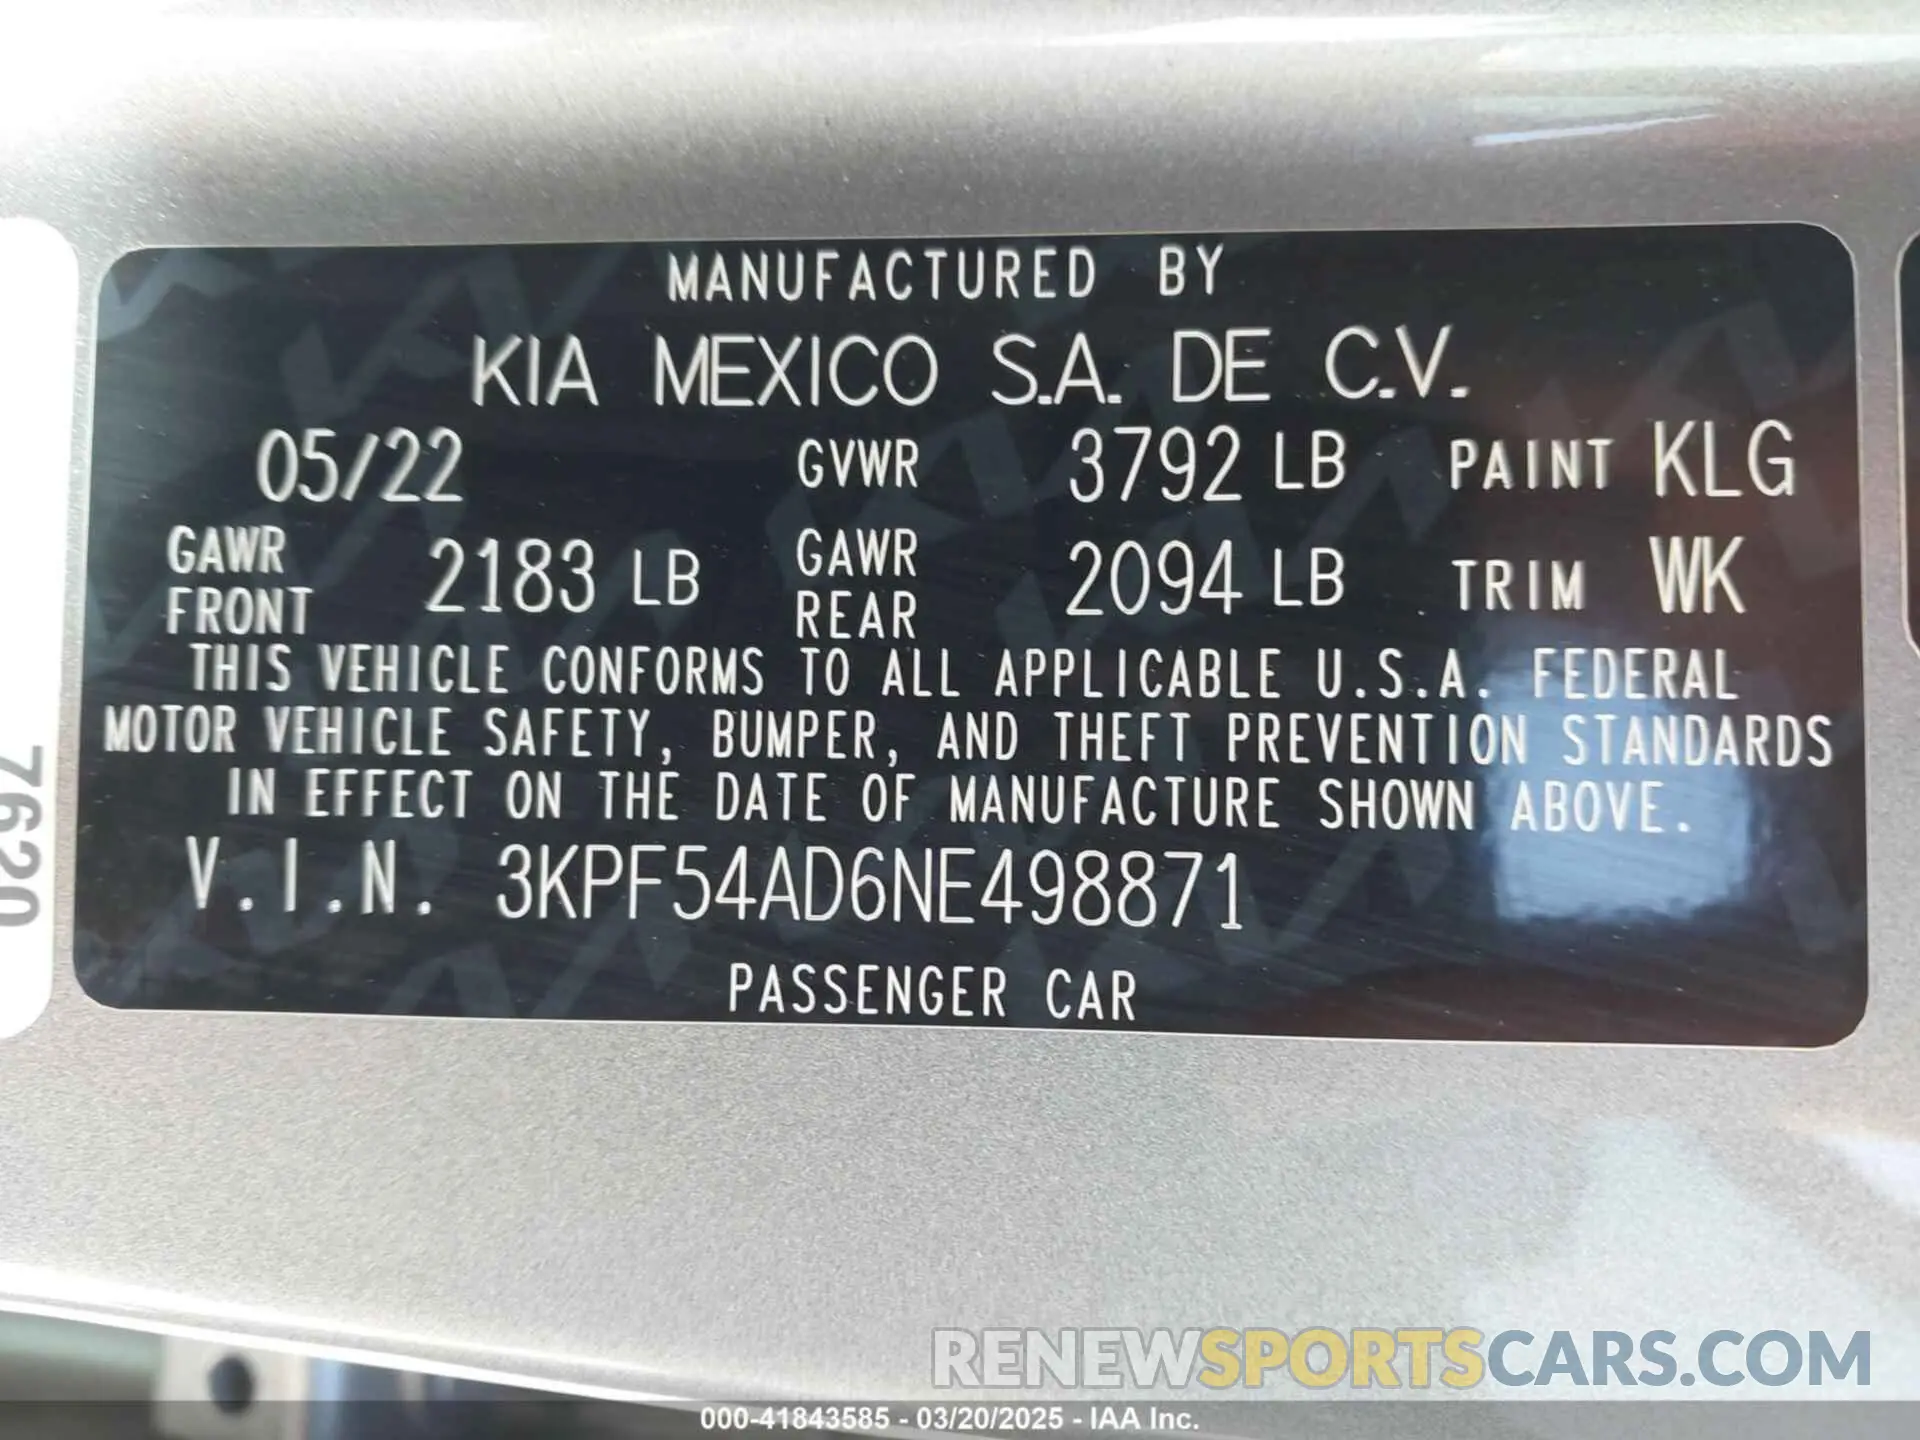 MANUFACTURED BY
KIA MEXICO S.A. DE C.V.
05/22 GVWR 3792 LB PAINT KLG
GAWR FRONT 2183 LB GAWR REAR 2094 LB TRIM WK
THIS VEHICLE CONFORMS TO ALL APPLICABLE U.S.A. FEDERAL
MOTOR VEHICLE SAFETY, BUMPER, AND THEFT PREVENTION STANDARDS
IN EFFECT ON THE DATE OF MANUFACTURE SHOWN ABOVE.
V.I.N. 3KPF54AD6NE498871
PASSENGER CAR
7620
RENEWSPORTSCARS.COM
000-41843585 - 03/20/2025 - IAA Inc.